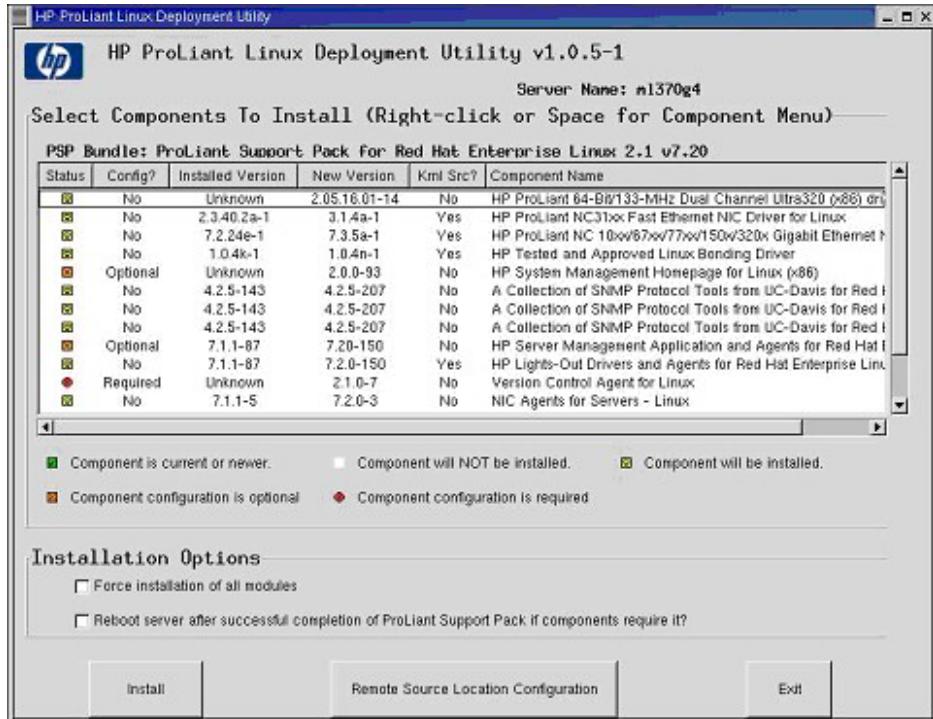 HP ProLiant Linux Deployment Utility
hp
HP ProLiant Linux Deployment Utility v1.0.5-1
Server Name: ml370g4
Select Components To Install (Right-click or Space for Component Menu)
PSP Bundle: ProLiant Support Pack for Red Hat Enterprise Linux 2.1 v7.20
Status Config? Installed Version New Version Krnl Src? Component Name
No Unknown 2.05.16.01-14 No HP ProLiant 64-Bit/133-MHz Dual Channel Ultra320 (x86) dri
No 2.3.40.2a-1 3.1.4a-1 Yes HP ProLiant NC31xx Fast Ethernet NIC Driver for Linux
No 7.2.24e-1 7.3.5a-1 Yes HP ProLiant NC 10xx/67xx/77xx/150x/320x Gigabit Ethernet N
No 1.0.4k-1 1.0.4n-1 Yes HP Tested and Approved Linux Bonding Driver
Optional Unknown 2.0.0-93 No HP System Management Homepage for Linux (x86)
No 4.2.5-143 4.2.5-207 No A Collection of SNMP Protocol Tools from UC-Davis for Red H
No 4.2.5-143 4.2.5-207 No A Collection of SNMP Protocol Tools from UC-Davis for Red H
No 4.2.5-143 4.2.5-207 No A Collection of SNMP Protocol Tools from UC-Davis for Red H
Optional 7.1.1-87 7.20-150 No HP Server Management Application and Agents for Red Hat E
No 7.1.1-87 7.2.0-150 Yes HP Lights-Out Drivers and Agents for Red Hat Enterprise Linu
Required Unknown 2.1.0-7 No Version Control Agent for Linux
No 7.1.1-5 7.2.0-3 No NIC Agents for Servers - Linux
Component is current or newer. Component will NOT be installed. Component will be installed.
Component configuration is optional Component configuration is required
Installation Options
Force installation of all modules
Reboot server after successful completion of ProLiant Support Pack if components require it?
Install Remote Source Location Configuration Exit